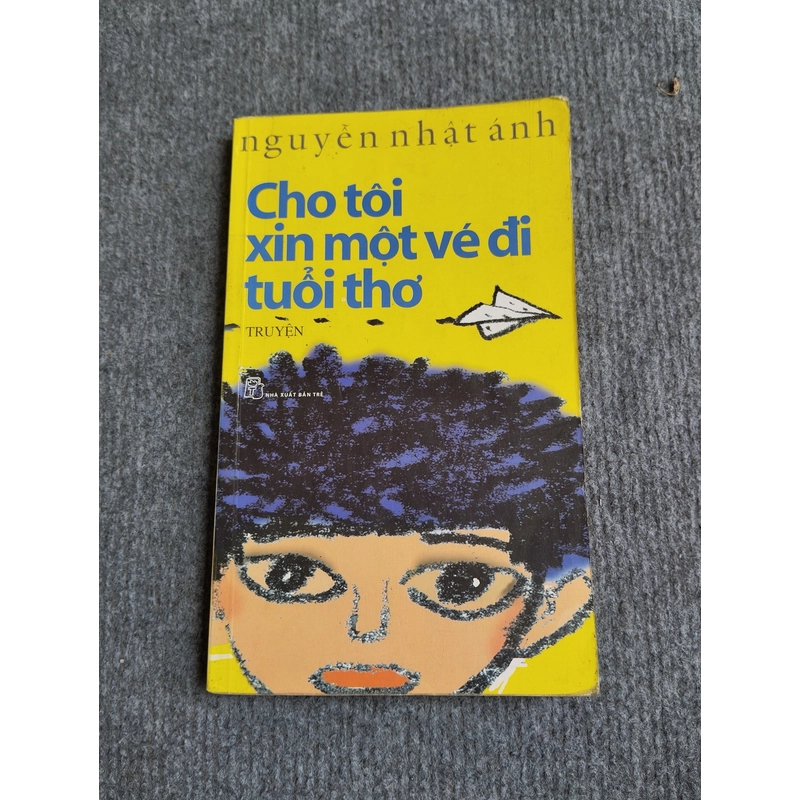 nguyễn nhật ánh
Cho tôi
xin một vé đi
tuổi thơ
TRUYỆN
NHÀ XUẤT BẢN TRẺ